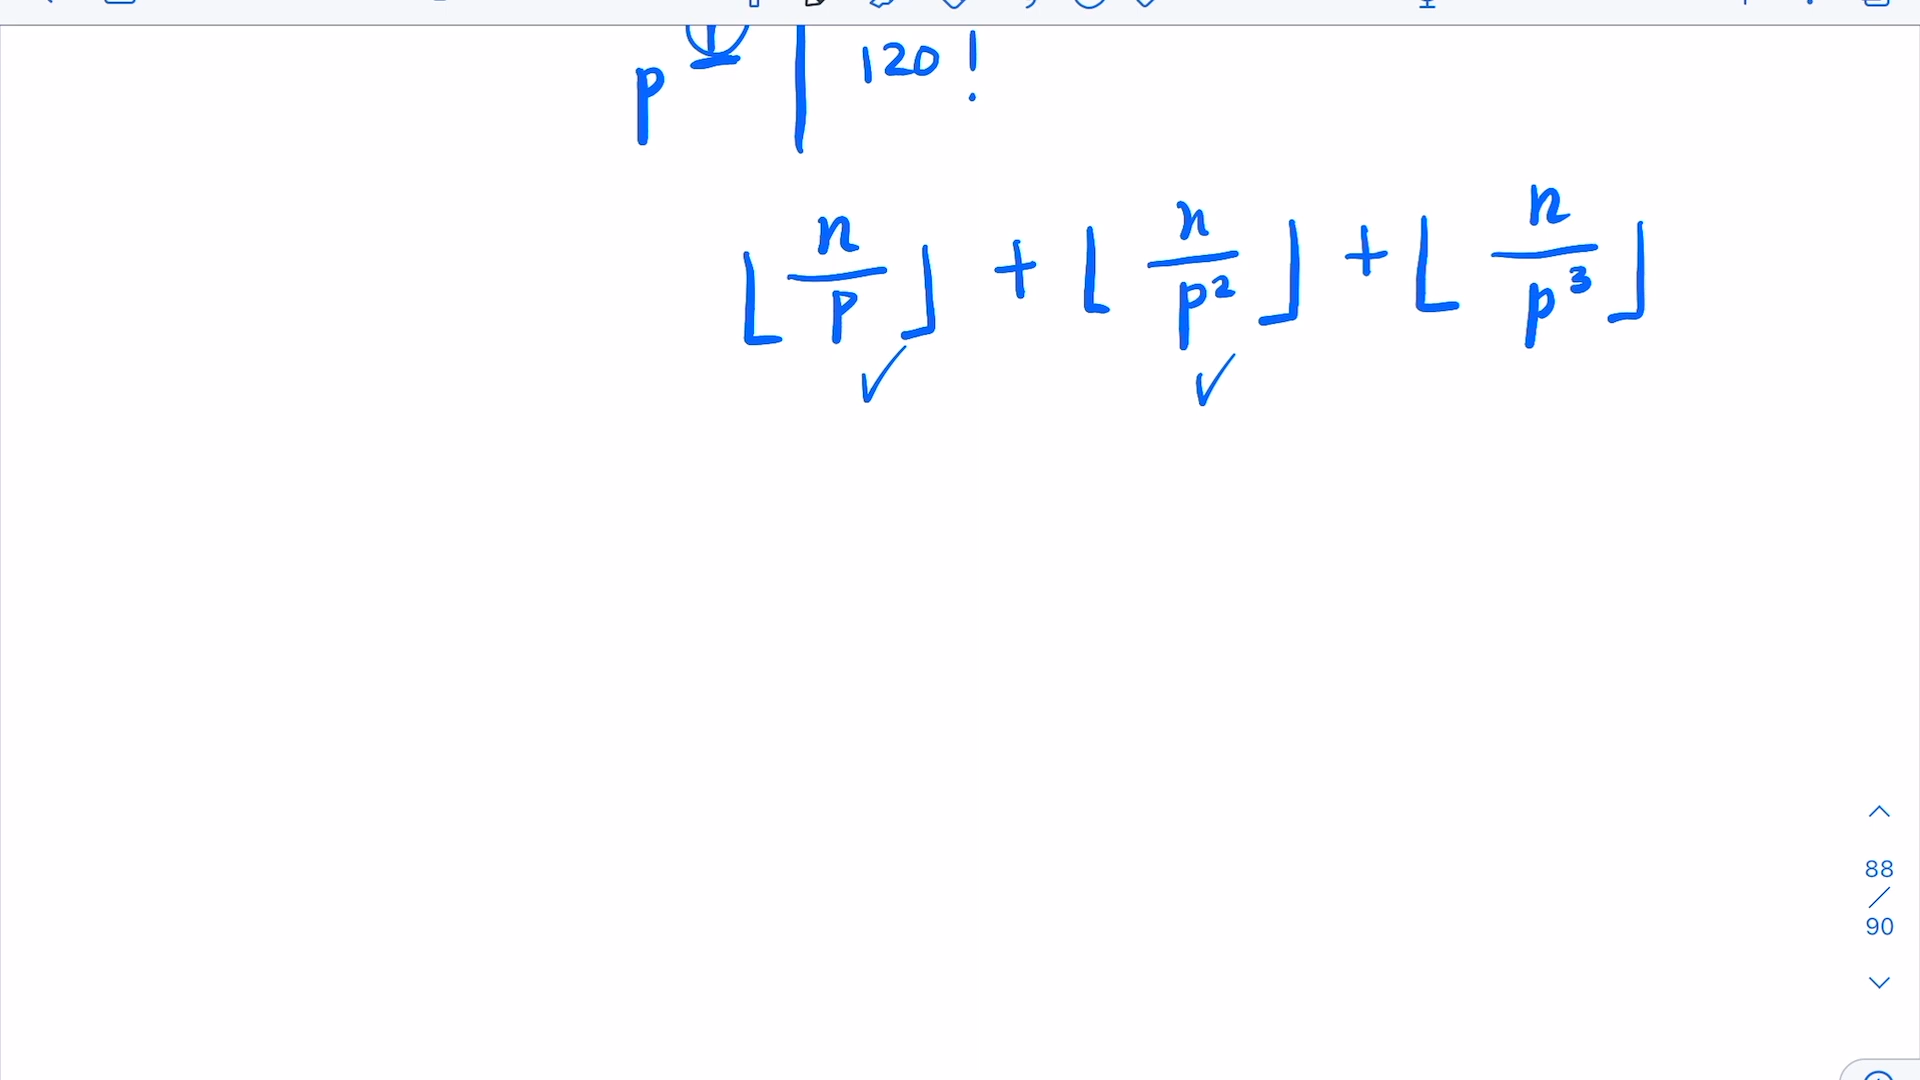 p | 120 !
⌊ n/p ⌋ + ⌊ n/p² ⌋ + ⌊ n/p³ ⌋
✓ ✓
88
/
90